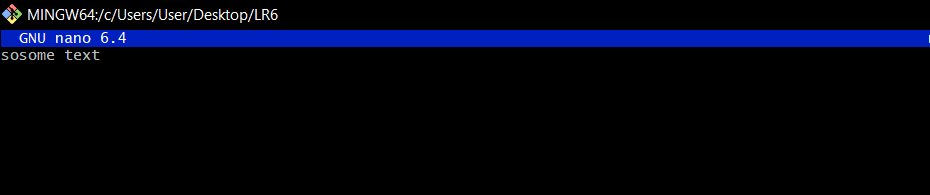 MINGW64:/c/Users/User/Desktop/LR6
GNU nano 6.4
sosome text